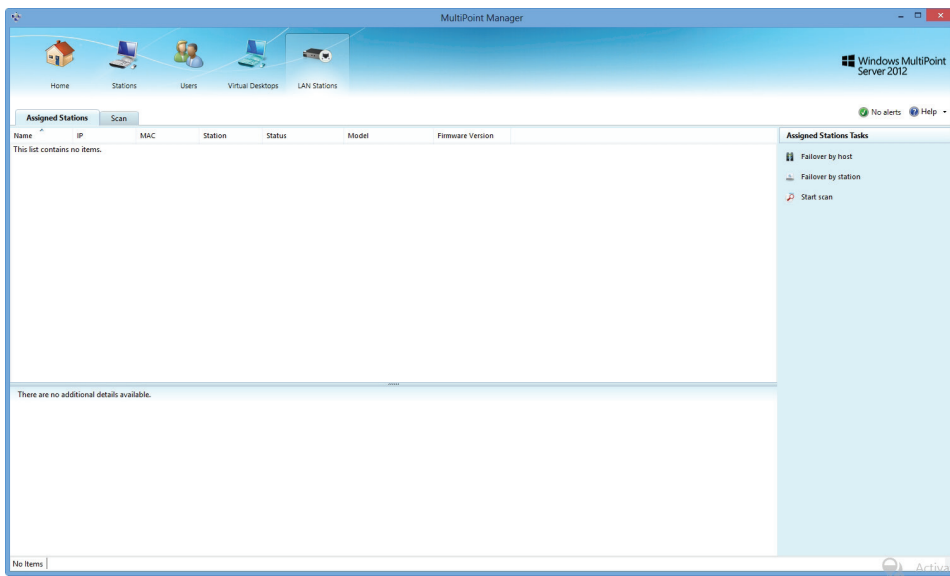 MultiPoint Manager
Home
Stations
Users
Virtual Desktops
LAN Stations
Windows MultiPoint
Server 2012
Assigned Stations
Scan
No alerts
Help
Name IP MAC Station Status Model Firmware Version
This list contains no items.
Assigned Stations Tasks
Failover by host
Failover by station
Start scan
There are no additional details available.
No Items
Activa